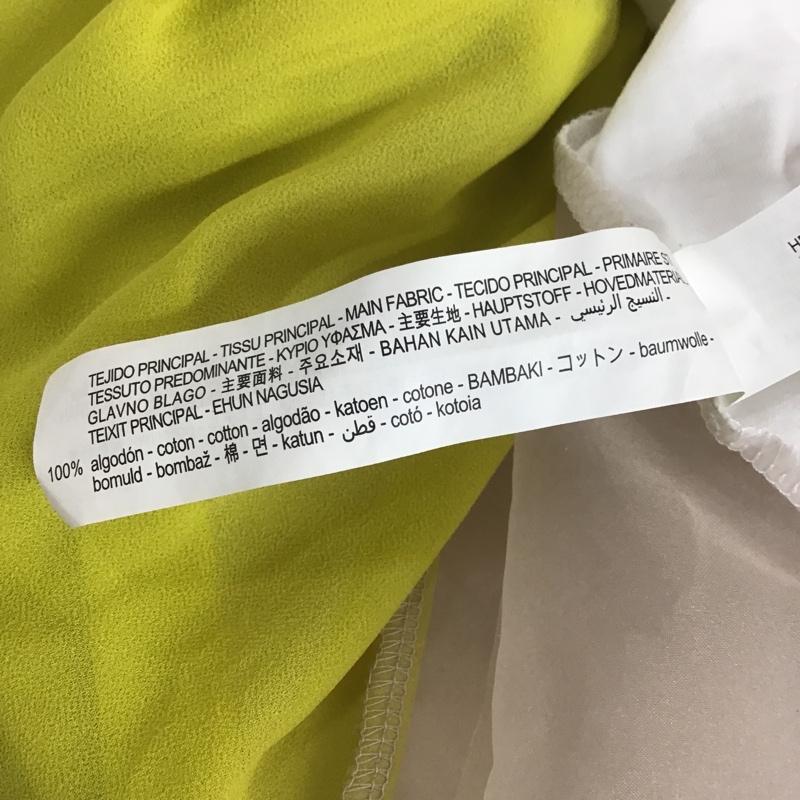 TEJIDO PRINCIPAL - TISSU PRINCIPAL - MAIN FABRIC - TECIDO PRINCIPAL - PRIMAIRE
TESSUTO PREDOMINANTE - ΚΥΡΙΟ ΥΦΑΣΜΑ - 主要生地 - HAUPTSTOFF - HOVEDMATERIA
GLAVNO BLAGO - 主要面料 - 주요소재 - BAHAN KAIN UTAMA - النسيج الرئيسي -
TEIXIT PRINCIPAL - EHUN NAGUSIA
100% algodón - coton - cotton - algodão - katoen - cotone - BAMBAKI - コットン - baumwolle -
bomuld - bombaž - 棉 - 면 - katun - قطن - cotó - kotoia